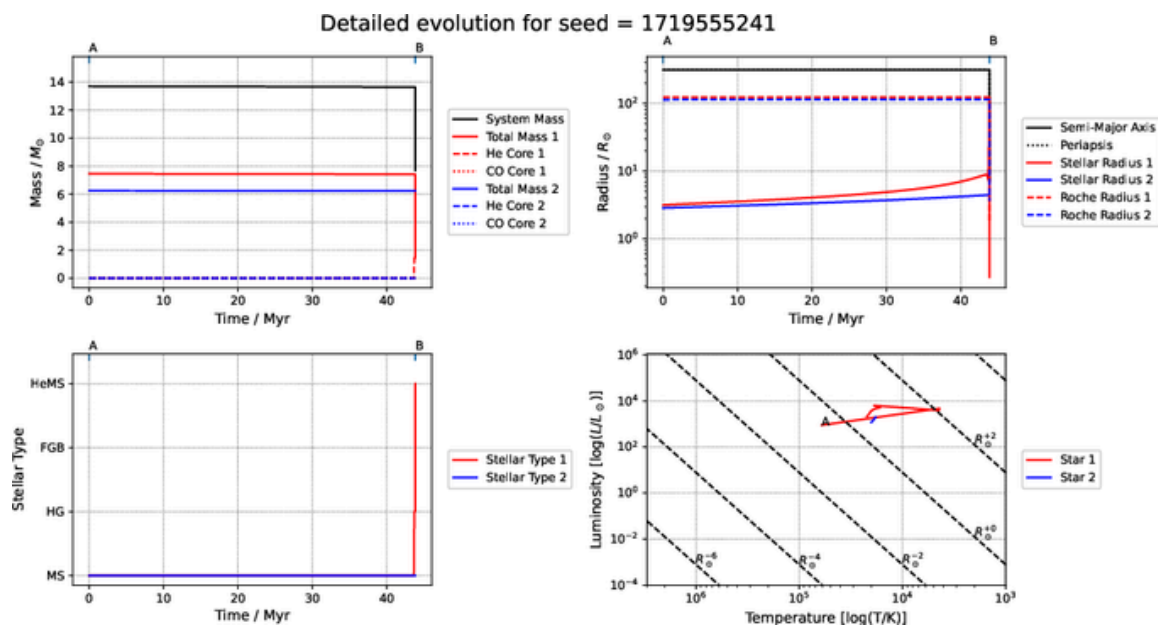 Detailed evolution for seed = 1719555241
A B
14
12
10
8
6
4
2
0
Mass / M⊙
0 10 20 30 40
Time / Myr
System Mass
Total Mass 1
He Core 1
CO Core 1
Total Mass 2
He Core 2
CO Core 2
A B
10²
10¹
10⁰
Radius / R⊙
0 10 20 30 40
Time / Myr
Semi-Major Axis
Periapsis
Stellar Radius 1
Stellar Radius 2
Roche Radius 1
Roche Radius 2
A B
HeMS
FGB
HG
MS
Stellar Type
0 10 20 30 40
Time / Myr
Stellar Type 1
Stellar Type 2
10⁶
10⁴
10²
10⁰
10⁻²
10⁻⁴
Luminosity [log(L/L⊙)]
A
R⊙⁺²
R⊙⁺⁰
R⊙⁻²
R⊙⁻⁴
R⊙⁻⁶
10⁶ 10⁵ 10⁴ 10³
Temperature [log(T/K)]
Star 1
Star 2